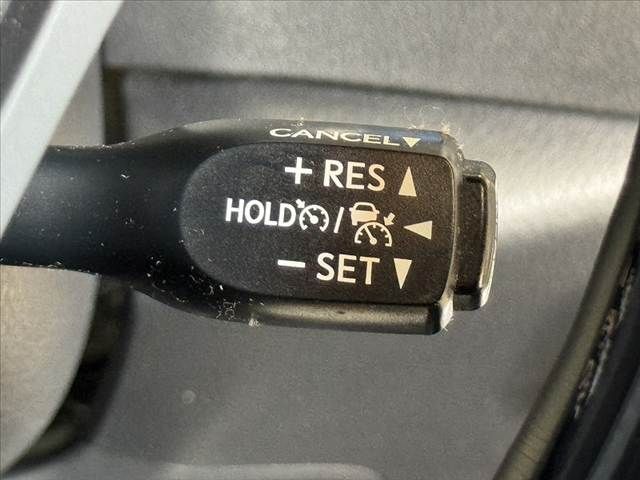 CANCEL▼
+ RES ▲
HOLD / ◀
− SET ▼